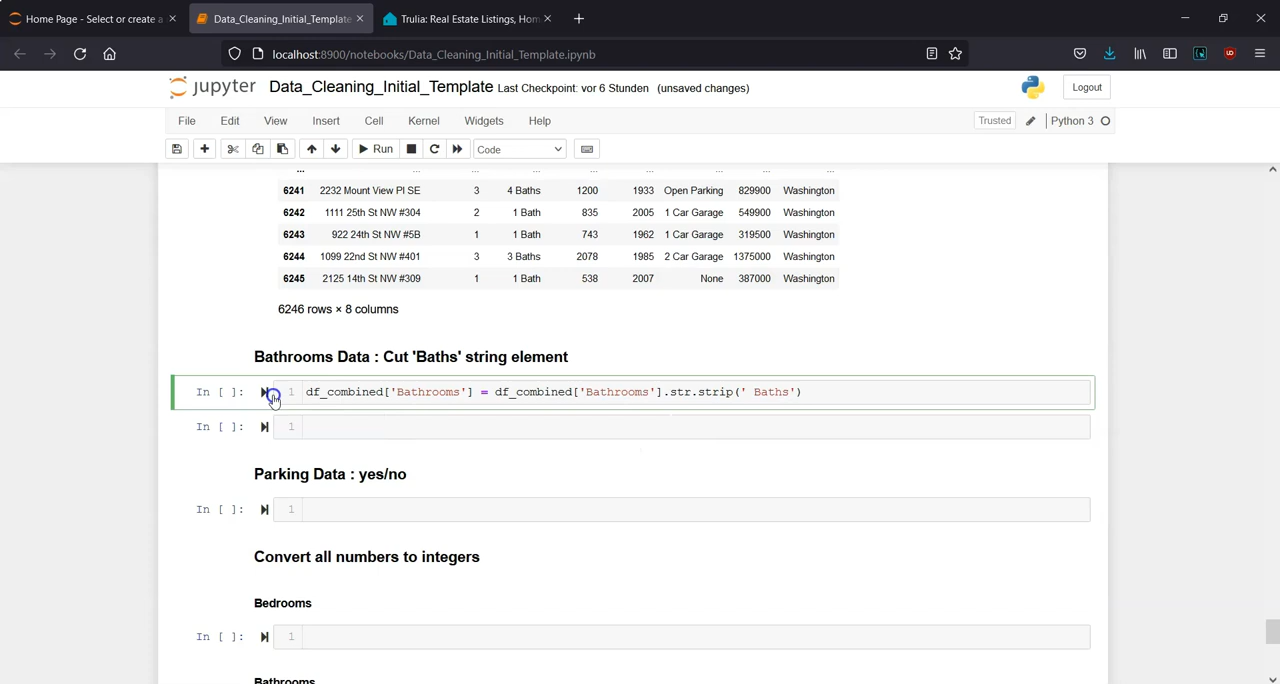 Home Page - Select or create a
Data_Cleaning_Initial_Template
Trulia: Real Estate Listings, Hom
localhost:8900/notebooks/Data_Cleaning_Initial_Template.ipynb
jupyter Data_Cleaning_Initial_Template Last Checkpoint: vor 6 Stunden (unsaved changes)
Logout
File Edit View Insert Cell Kernel Widgets Help
Trusted Python 3
Run Code
... ... ... ... ... ... ... ... ...
6241 2232 Mount View Pl SE 3 4 Baths 1200 1933 Open Parking 829900 Washington
6242 1111 25th St NW #304 2 1 Bath 835 2005 1 Car Garage 549900 Washington
6243 922 24th St NW #5B 1 1 Bath 743 1962 1 Car Garage 319500 Washington
6244 1099 22nd St NW #401 3 3 Baths 2078 1985 2 Car Garage 1375000 Washington
6245 2125 14th St NW #309 1 1 Bath 538 2007 None 387000 Washington
6246 rows × 8 columns
Bathrooms Data : Cut 'Baths' string element
In [ ]: 1 df_combined['Bathrooms'] = df_combined['Bathrooms'].str.strip(' Baths')
In [ ]: 1
Parking Data : yes/no
In [ ]: 1
Convert all numbers to integers
Bedrooms
In [ ]: 1
Bathrooms